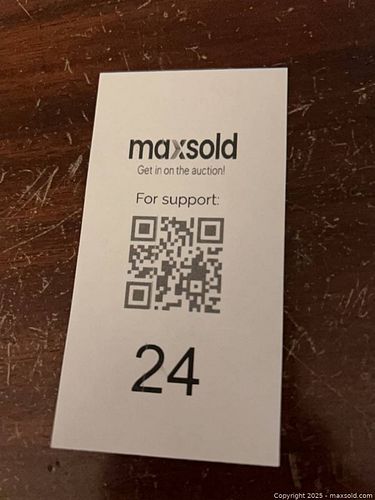 maxsold
Get in on the auction!
For support:
24
Copyright © 2025 - maxsold.com